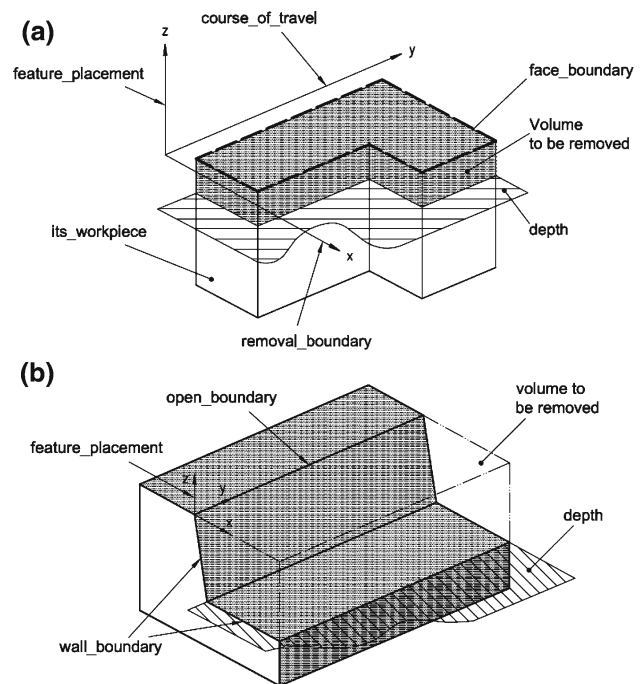 (a)
z
course_of_travel
y
feature_placement
face_boundary
Volume
to be removed
its_workpiece
depth
x
removal_boundary
(b)
open_boundary
volume to
be removed
feature_placement
z
y
x
depth
wall_boundary